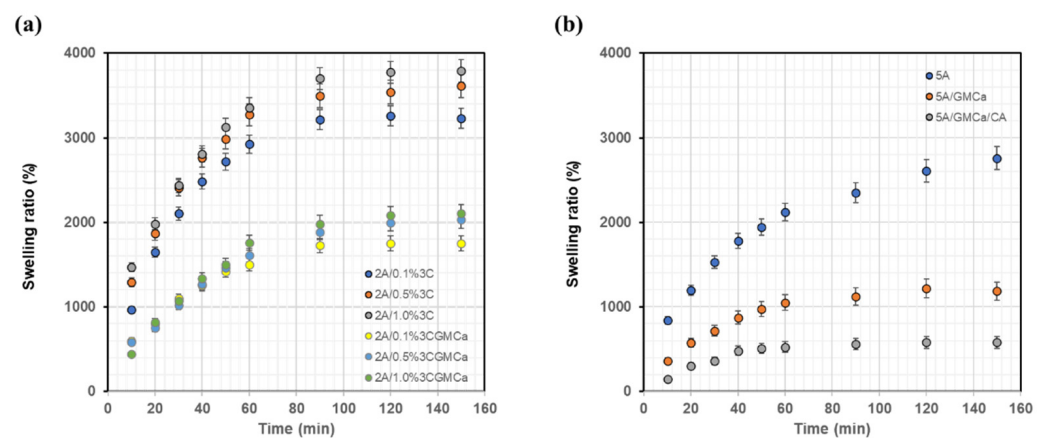 (a)
4000
3000
2000
1000
0
Swelling ratio (%)
2A/0.1%3C
2A/0.5%3C
2A/1.0%3C
2A/0.1%3CGMCa
2A/0.5%3CGMCa
2A/1.0%3CGMCa
0 20 40 60 80 100 120 140 160
Time (min)
(b)
4000
3000
2000
1000
0
Swelling ratio (%)
5A
5A/GMCa
5A/GMCa/CA
0 20 40 60 80 100 120 140 160
Time (min)